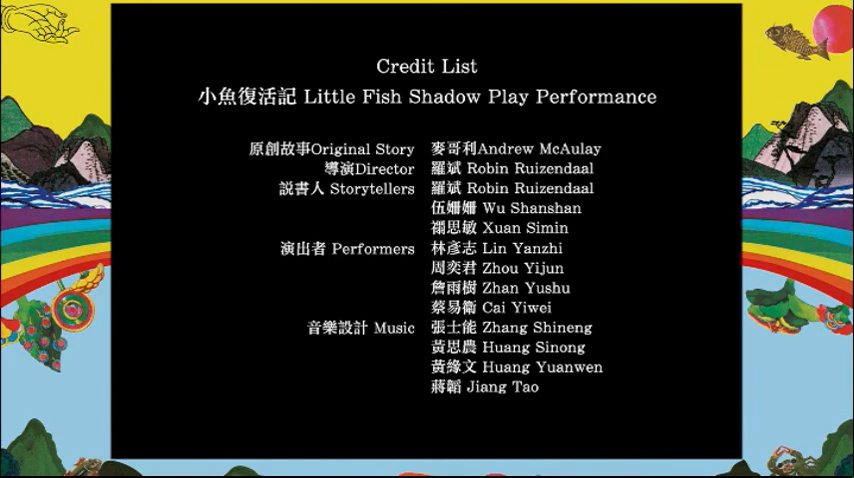 Credit List
小魚復活記 Little Fish Shadow Play Performance
原創故事Original Story 麥哥利Andrew McAulay
導演Director 羅斌 Robin Ruizendaal
説書人 Storytellers 羅斌 Robin Ruizendaal
伍姍姍 Wu Shanshan
禤思敏 Xuan Simin
演出者 Performers 林彥志 Lin Yanzhi
周奕君 Zhou Yijun
詹雨樹 Zhan Yushu
蔡易衛 Cai Yiwei
音樂設計 Music 張士能 Zhang Shineng
黃思農 Huang Sinong
黃緣文 Huang Yuanwen
蔣韜 Jiang Tao